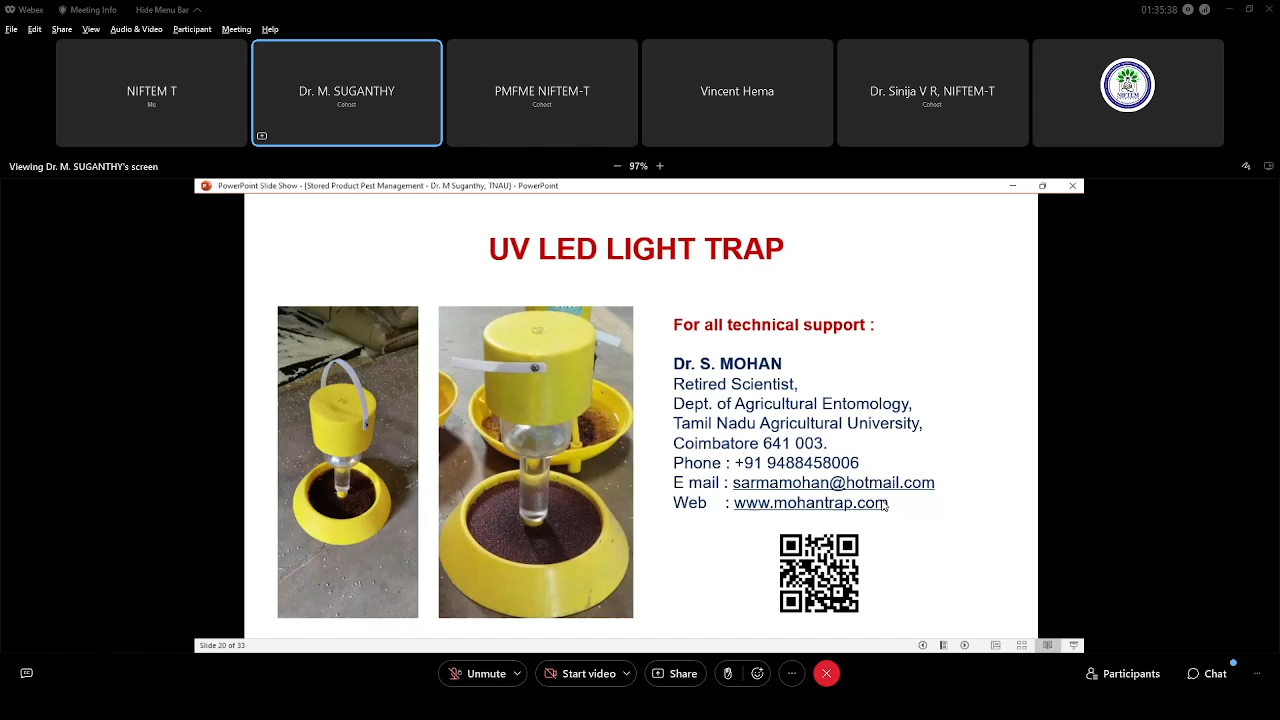 Webex
Meeting Info
Hide Menu Bar
01:35:38
File Edit Share View Audio & Video Participant Meeting Help
NIFTEM T
Me
Dr. M. SUGANTHY
Cohost
PMFME NIFTEM-T
Cohost
Vincent Hema
Dr. Sinija V R, NIFTEM-T
Cohost
NIFTEM
Viewing Dr. M. SUGANTHY's screen
97%
PowerPoint Slide Show - [Stored Product Pest Management - Dr. M Suganthy, TNAU] - PowerPoint
UV LED LIGHT TRAP
For all technical support :
Dr. S. MOHAN
Retired Scientist,
Dept. of Agricultural Entomology,
Tamil Nadu Agricultural University,
Coimbatore 641 003.
Phone : +91 9488458006
E mail : sarmamohan@hotmail.com
Web : www.mohantrap.com
Slide 20 of 33
Unmute
Start video
Share
Participants
Chat